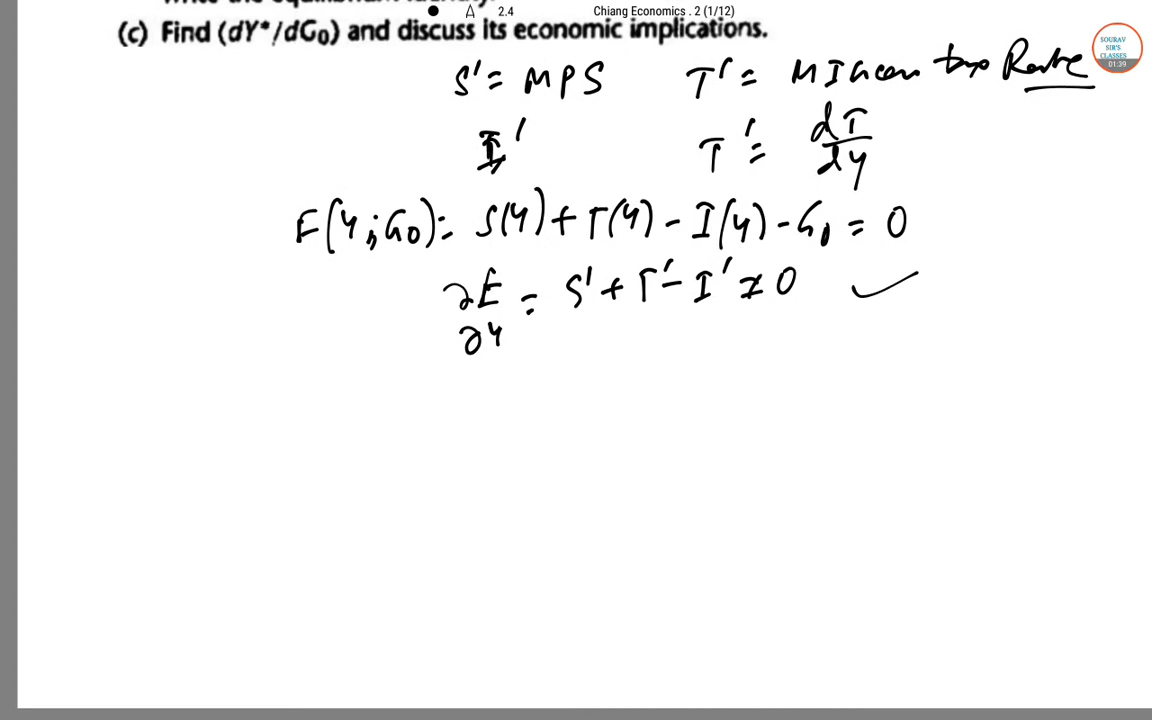 Δ 2.4 Chiang Economics . 2 (1/12)
(c) Find (dY*/dG₀) and discuss its economic implications.
SOURAV
SIR'S
CLASSES
01:39
S' = MPS T' = M Income tax Rate
I' T' = dT/dY
F(Y; G₀) = S(Y) + T(Y) - I(Y) - G₀ = 0
∂F/∂Y = S' + T' - I' ≠ 0